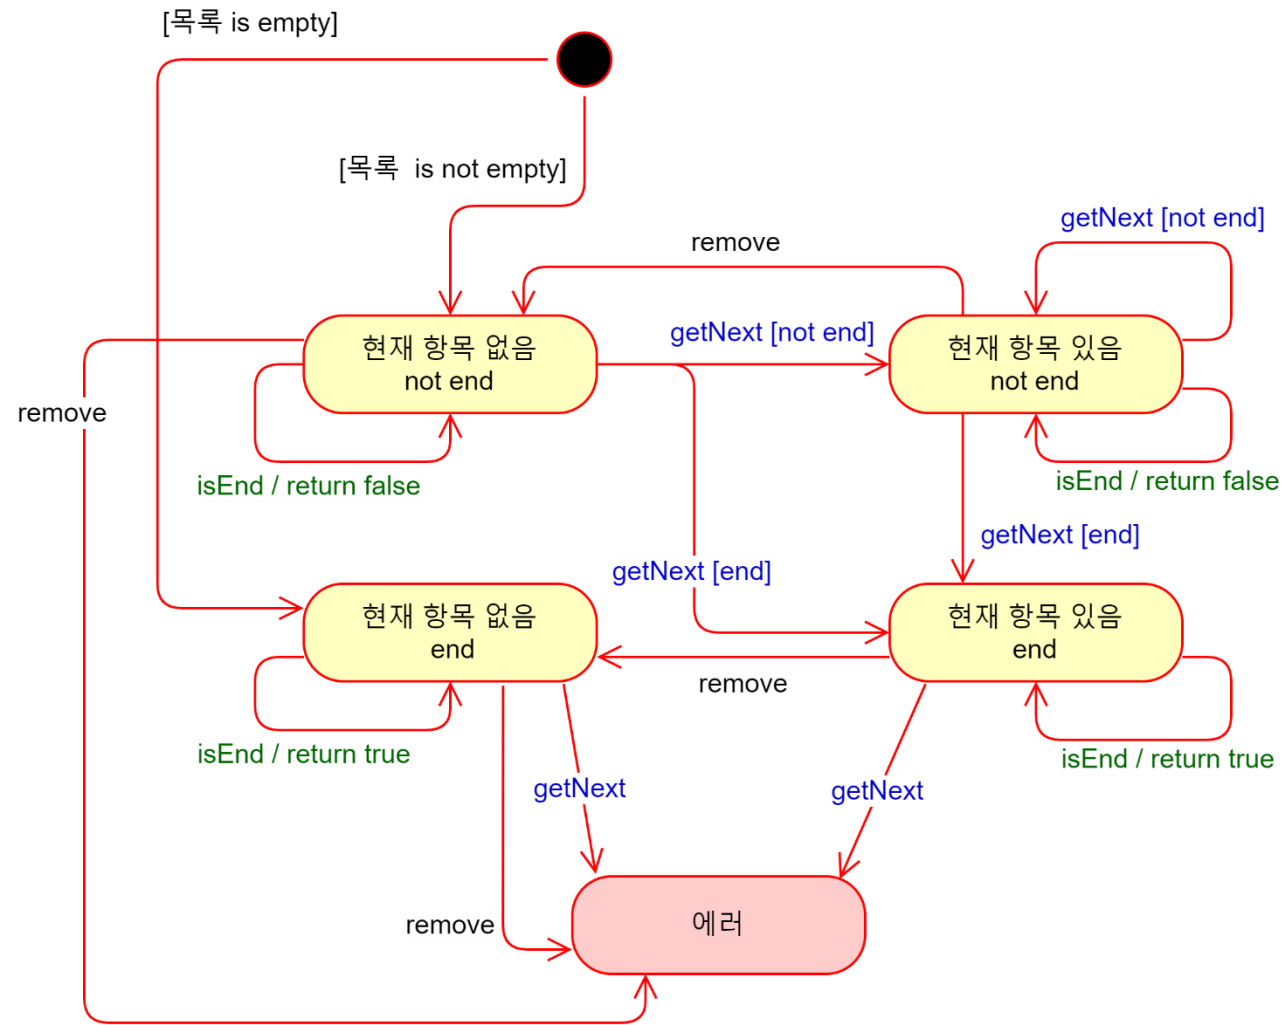 [목록 is empty]
[목록 is not empty]
getNext [not end]
remove
getNext [not end]
현재 항목 없음
not end
현재 항목 있음
not end
remove
isEnd / return false
isEnd / return false
getNext [end]
getNext [end]
현재 항목 없음
end
현재 항목 있음
end
remove
isEnd / return true
isEnd / return true
getNext
getNext
remove
에러